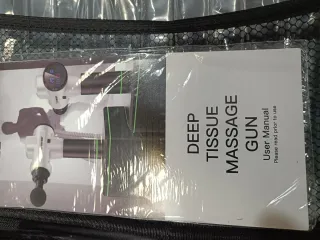 DEEP
TISSUE
MASSAGE
GUN
User Manual
Please read prior to use